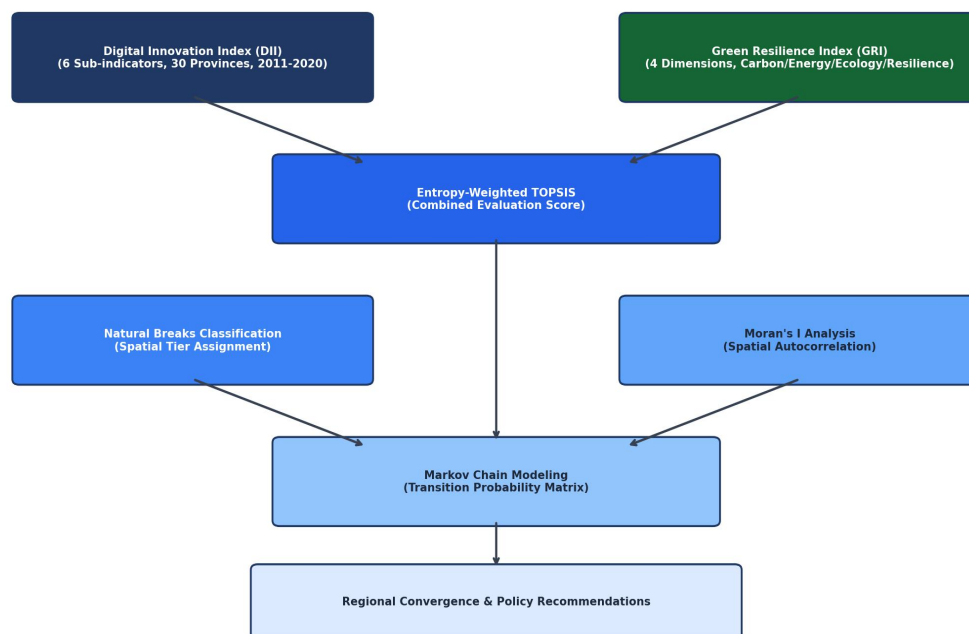 Digital Innovation Index (DII)
(6 Sub-indicators, 30 Provinces, 2011-2020)
Green Resilience Index (GRI)
(4 Dimensions, Carbon/Energy/Ecology/Resilience)
Entropy-Weighted TOPSIS
(Combined Evaluation Score)
Natural Breaks Classification
(Spatial Tier Assignment)
Moran's I Analysis
(Spatial Autocorrelation)
Markov Chain Modeling
(Transition Probability Matrix)
Regional Convergence & Policy Recommendations